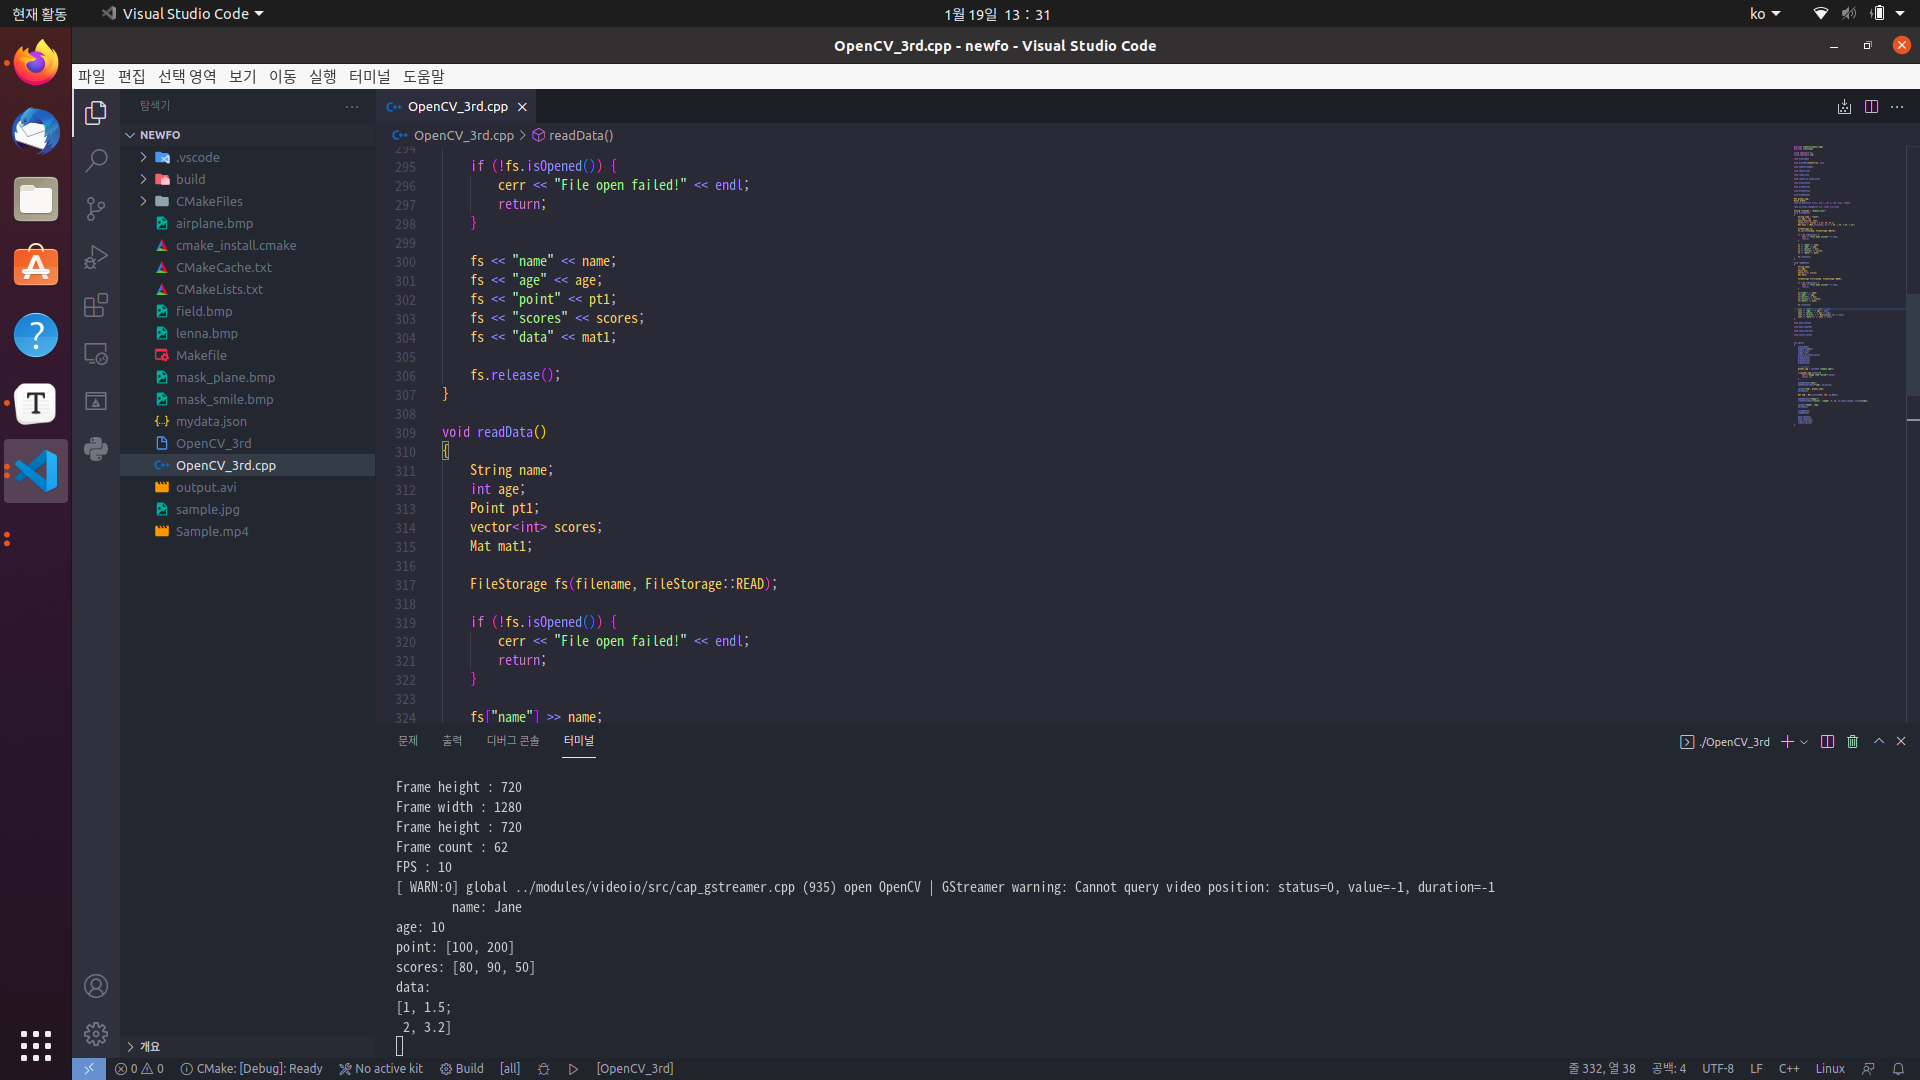 현재 활동
Visual Studio Code
1월 19일 13 : 31
ko
OpenCV_3rd.cpp - newfo - Visual Studio Code
파일 편집 선택 영역 보기 이동 실행 터미널 도움말
탐색기
NEWFO
.vscode
build
CMakeFiles
airplane.bmp
cmake_install.cmake
CMakeCache.txt
CMakeLists.txt
field.bmp
lenna.bmp
Makefile
mask_plane.bmp
mask_smile.bmp
mydata.json
OpenCV_3rd
OpenCV_3rd.cpp
output.avi
sample.jpg
Sample.mp4
개요
OpenCV_3rd.cpp
OpenCV_3rd.cpp > readData()
294
295 if (!fs.isOpened()) {
296 cerr << "File open failed!" << endl;
297 return;
298 }
299
300 fs << "name" << name;
301 fs << "age" << age;
302 fs << "point" << pt1;
303 fs << "scores" << scores;
304 fs << "data" << mat1;
305
306 fs.release();
307 }
308
309 void readData()
310 {
311 String name;
312 int age;
313 Point pt1;
314 vector<int> scores;
315 Mat mat1;
316
317 FileStorage fs(filename, FileStorage::READ);
318
319 if (!fs.isOpened()) {
320 cerr << "File open failed!" << endl;
321 return;
322 }
323
324 fs["name"] >> name;
문제 출력 디버그 콘솔 터미널
./OpenCV_3rd
Frame height : 720
Frame width : 1280
Frame height : 720
Frame count : 62
FPS : 10
[ WARN:0] global ../modules/videoio/src/cap_gstreamer.cpp (935) open OpenCV | GStreamer warning: Cannot query video position: status=0, value=-1, duration=-1
name: Jane
age: 10
point: [100, 200]
scores: [80, 90, 50]
data:
[1, 1.5;
2, 3.2]
0 0 CMake: [Debug]: Ready No active kit Build [all] [OpenCV_3rd]
줄 332, 열 38 공백: 4 UTF-8 LF C++ Linux